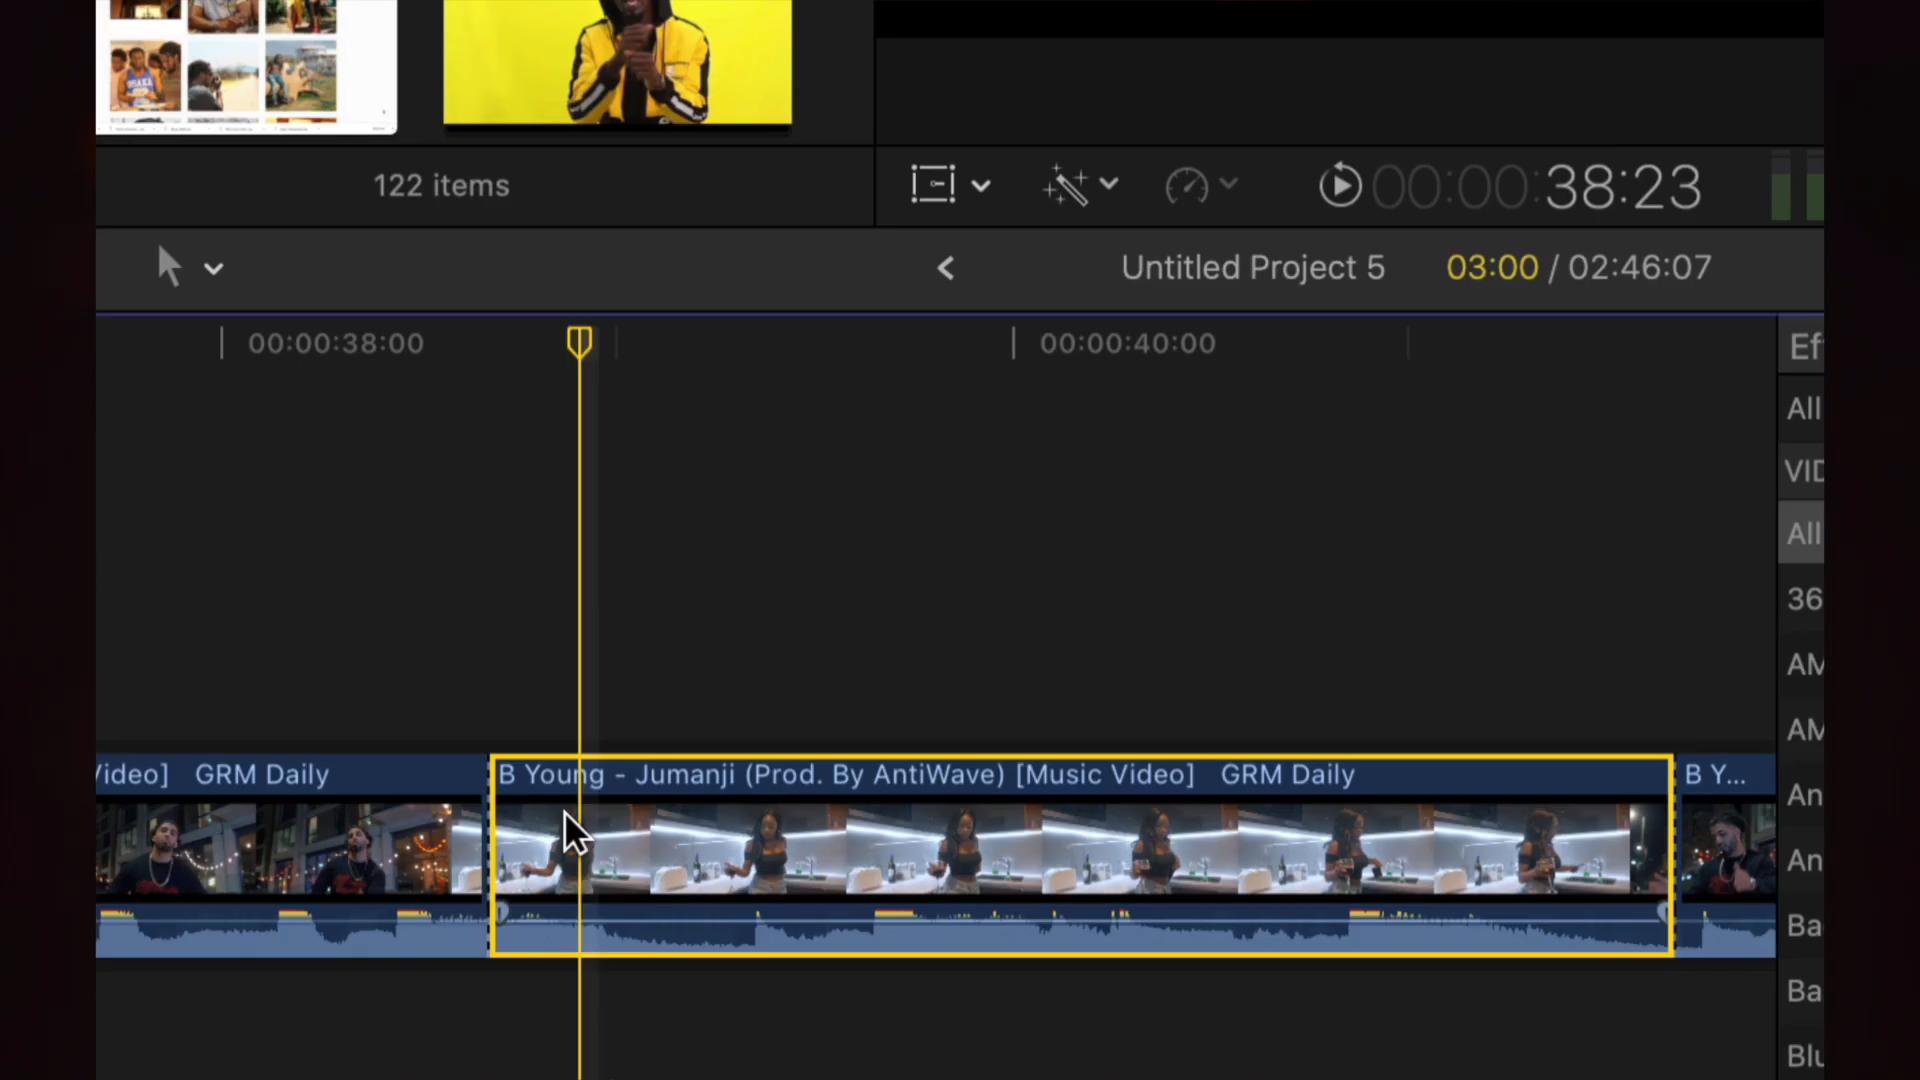 122 items
00:00:38:23
Untitled Project 5
03:00 / 02:46:07
00:00:38:00
00:00:40:00
Ef
All
VID
All
36
AM
AM
An
An
Ba
Ba
Blu
Video] GRM Daily
B Young - Jumanji (Prod. By AntiWave) [Music Video] GRM Daily
B Y...